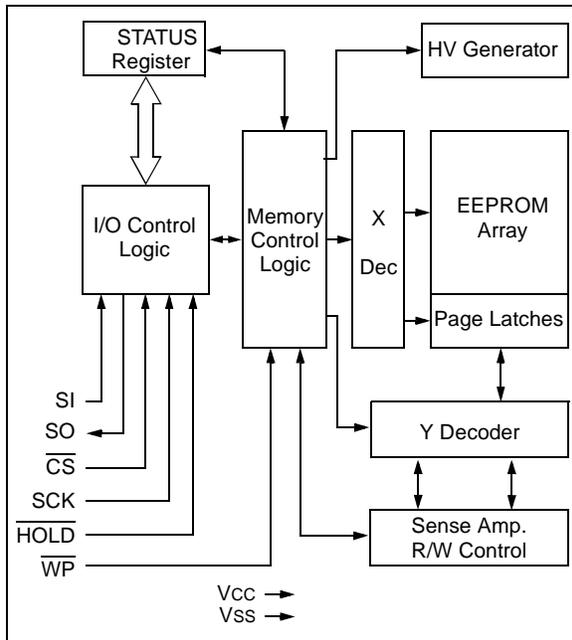 STATUS
Register
HV Generator
I/O Control
Logic
Memory
Control
Logic
X
Dec
EEPROM
Array
Page Latches
Y Decoder
Sense Amp.
R/W Control
SI
SO
CS
SCK
HOLD
WP
VCC
VSS